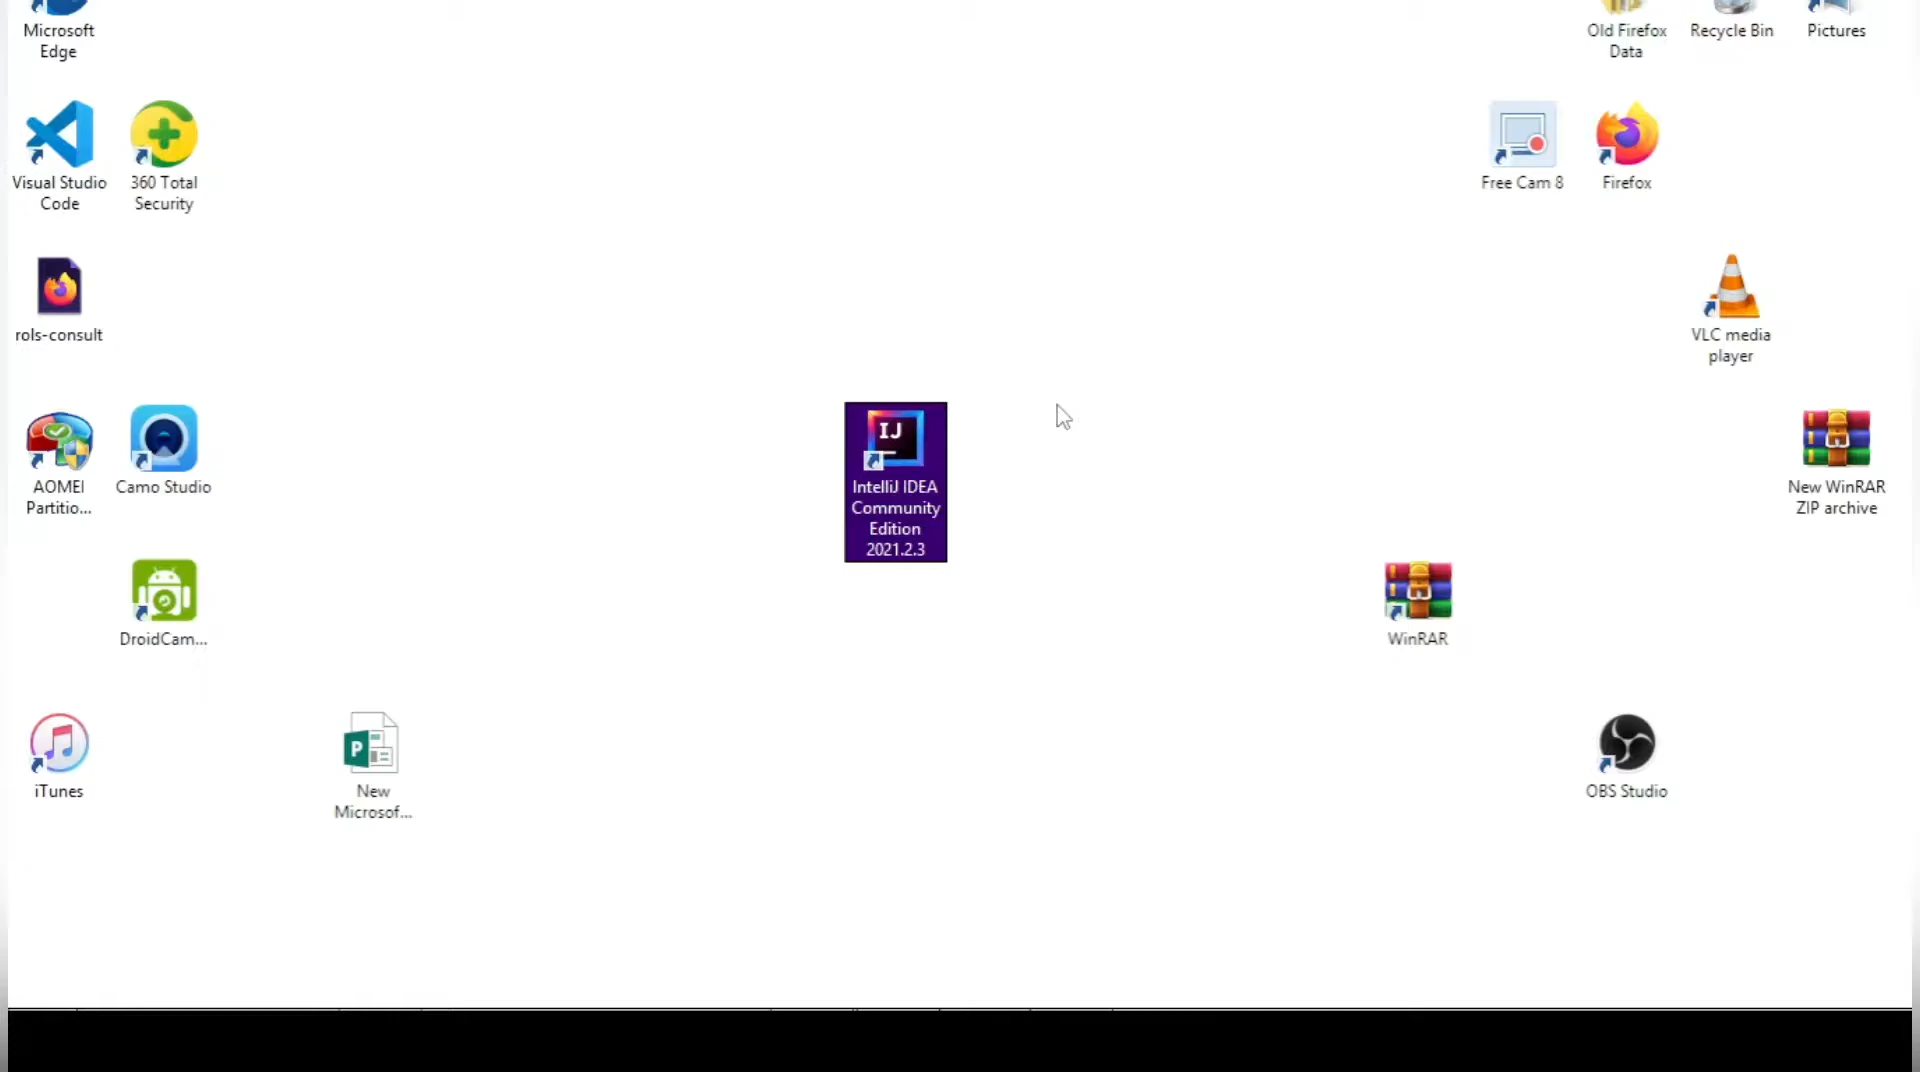 Microsoft
Edge
Old Firefox
Data
Recycle Bin
Pictures
Visual Studio
Code
360 Total
Security
Free Cam 8
Firefox
rols-consult
VLC media
player
AOMEI
Partitio...
Camo Studio
IJ
IntelliJ IDEA
Community
Edition
2021.2.3
New WinRAR
ZIP archive
DroidCam...
WinRAR
iTunes
P
New
Microsof...
OBS Studio